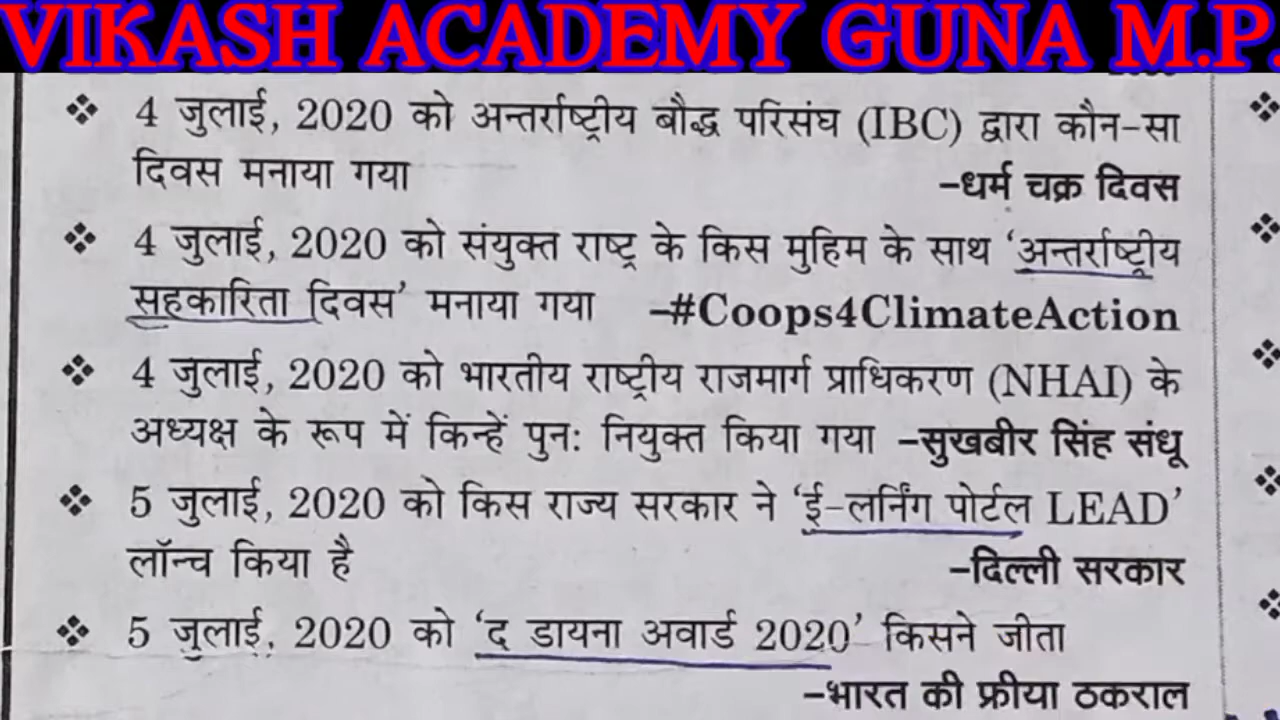 VIKASH ACADEMY GUNA M.P.
❖ 4 जुलाई, 2020 को अन्तर्राष्ट्रीय बौद्ध परिसंघ (IBC) द्वारा कौन-सा
दिवस मनाया गया -धर्म चक्र दिवस
❖ 4 जुलाई, 2020 को संयुक्त राष्ट्र के किस मुहिम के साथ ‘अन्तर्राष्ट्रीय
सहकारिता दिवस’ मनाया गया -#Coops4ClimateAction
❖ 4 जुलाई, 2020 को भारतीय राष्ट्रीय राजमार्ग प्राधिकरण (NHAI) के
अध्यक्ष के रूप में किन्हें पुन: नियुक्त किया गया -सुखबीर सिंह संधू
❖ 5 जुलाई, 2020 को किस राज्य सरकार ने ‘ई-लर्निंग पोर्टल LEAD’
लॉन्च किया है -दिल्ली सरकार
❖ 5 जुलाई, 2020 को ‘द डायना अवार्ड 2020’ किसने जीता
-भारत की फ्रीया ठकराल